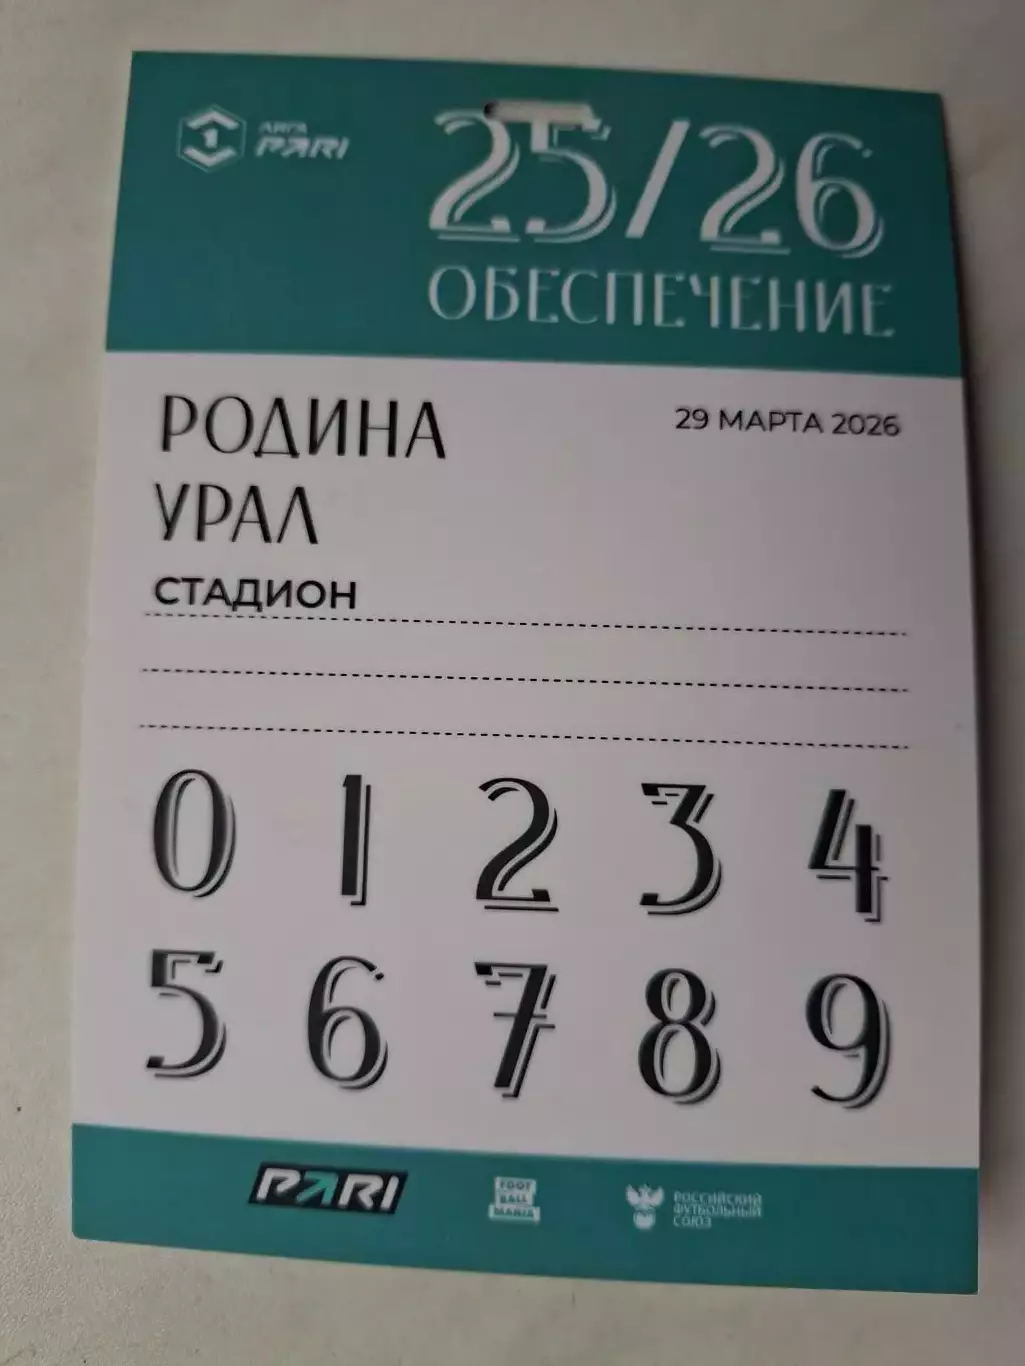 1
ЛИГА
PARI
25/26
ОБЕСПЕЧЕНИЕ
РОДИНА
29 МАРТА 2026
УРАЛ
СТАДИОН
0 1 2 3 4
5 6 7 8 9
PARI
FOOT
BALL
MANIA
РОССИЙСКИЙ
ФУТБОЛЬНЫЙ
СОЮЗ